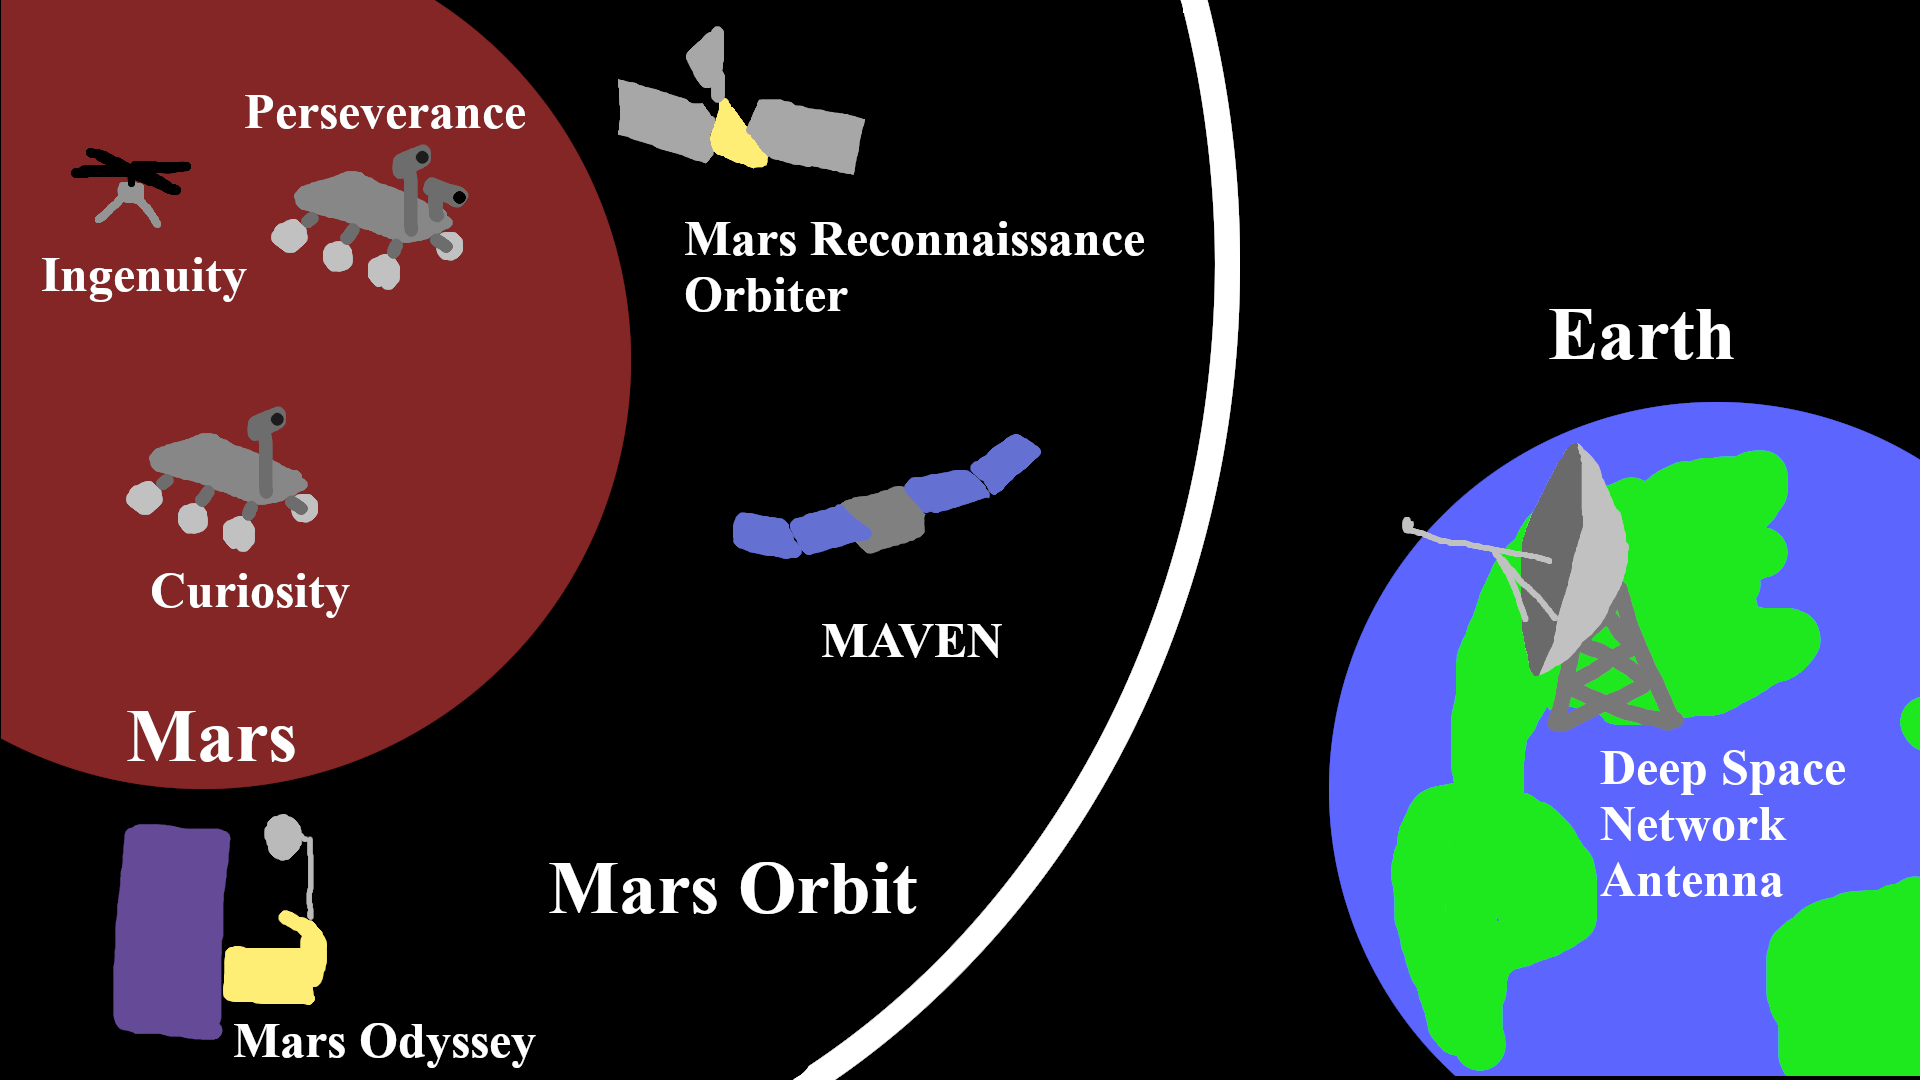 Perseverance
Ingenuity
Mars Reconnaissance
Orbiter
Earth
Curiosity
MAVEN
Mars
Deep Space
Network
Antenna
Mars Orbit
Mars Odyssey